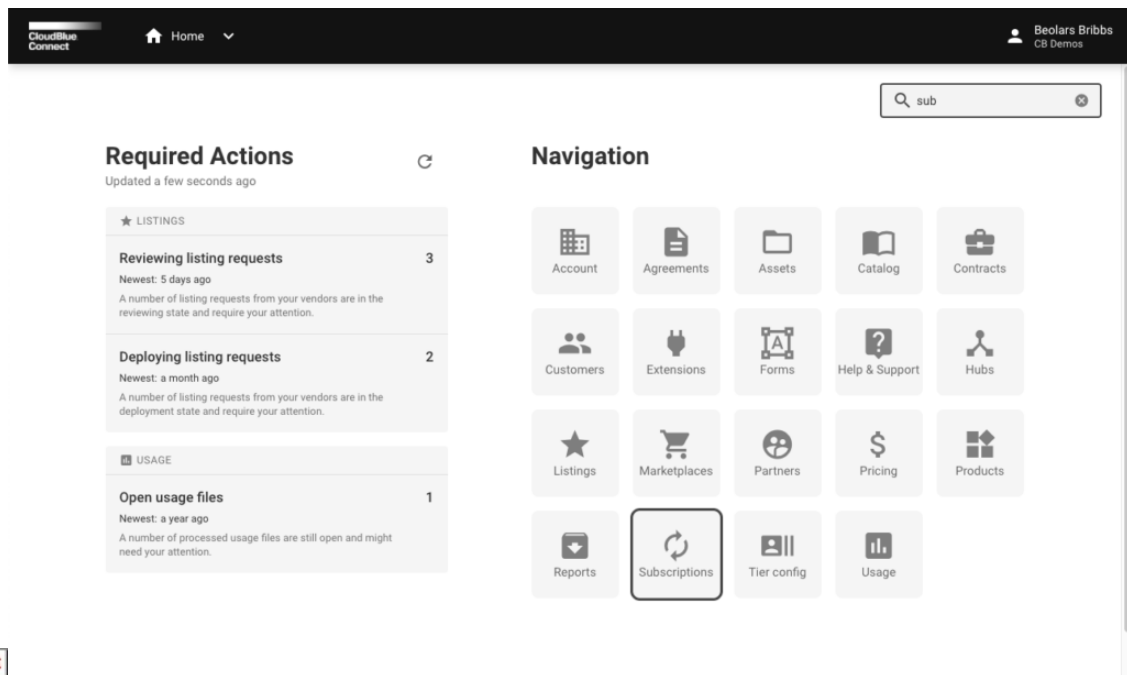 CloudBlue
Connect
Home
Beolars Bribbs
CB Demos
sub
Required Actions
Updated a few seconds ago
LISTINGS
Reviewing listing requests 3
Newest: 5 days ago
A number of listing requests from your vendors are in the
reviewing state and require your attention.
Deploying listing requests 2
Newest: a month ago
A number of listing requests from your vendors are in the
deployment state and require your attention.
USAGE
Open usage files 1
Newest: a year ago
A number of processed usage files are still open and might
need your attention.
Navigation
Account Agreements Assets Catalog Contracts
Customers Extensions Forms Help & Support Hubs
Listings Marketplaces Partners Pricing Products
Reports Subscriptions Tier config Usage